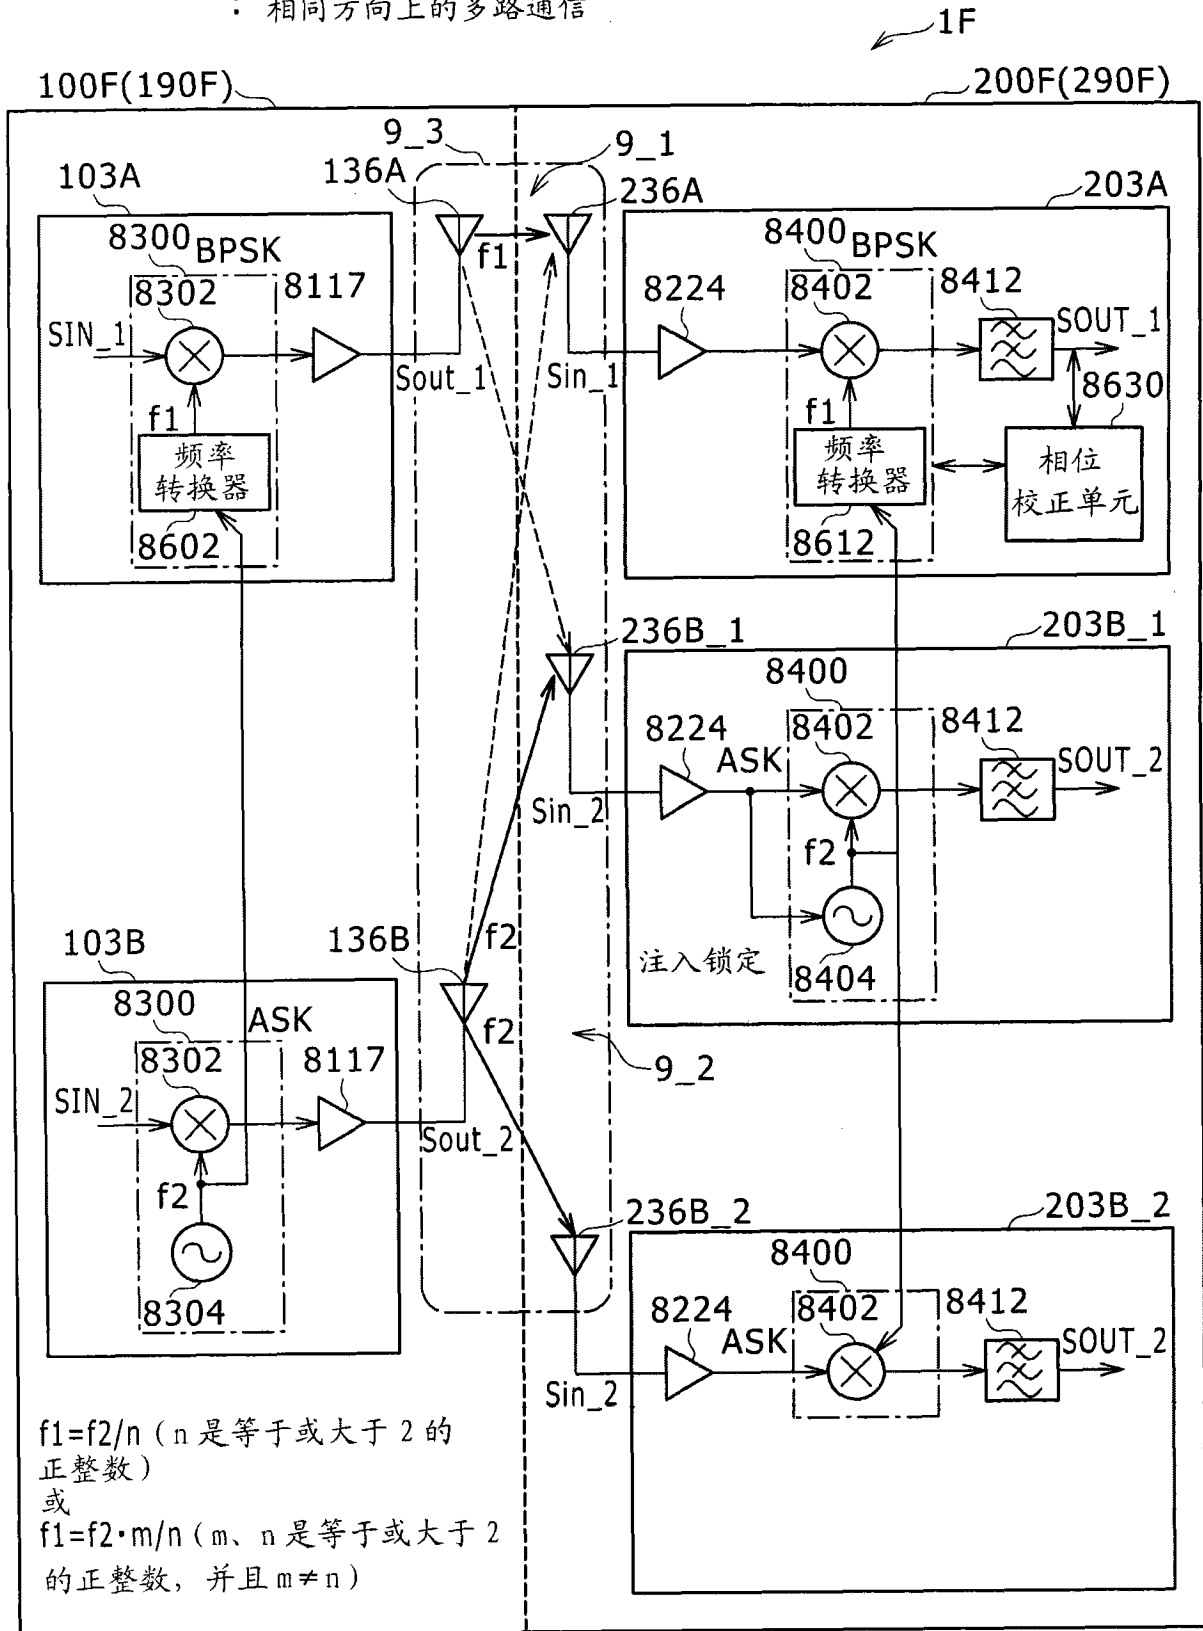 : 相同方向上的多路通信
1F
100F(190F)
200F(290F)
9_3
9_1
103A
136A
236A
203A
8300
BPSK
8302
8117
SIN_1
f1
频率
转换器
8602
Sout_1
f1
Sin_1
8224
8400
BPSK
8402
8412
SOUT_1
f1
频率
转换器
8612
8630
相位
校正单元
236B_1
203B_1
8400
8224
ASK
8402
8412
SOUT_2
Sin_2
f2
注入锁定
8404
103B
136B
f2
f2
9_2
8300
ASK
8302
8117
SIN_2
f2
8304
Sout_2
236B_2
203B_2
8400
8224
ASK
8402
8412
SOUT_2
Sin_2
f1=f2/n（n是等于或大于2的
正整数）
或
f1=f2·m/n（m、n是等于或大于2
的正整数，并且m≠n）